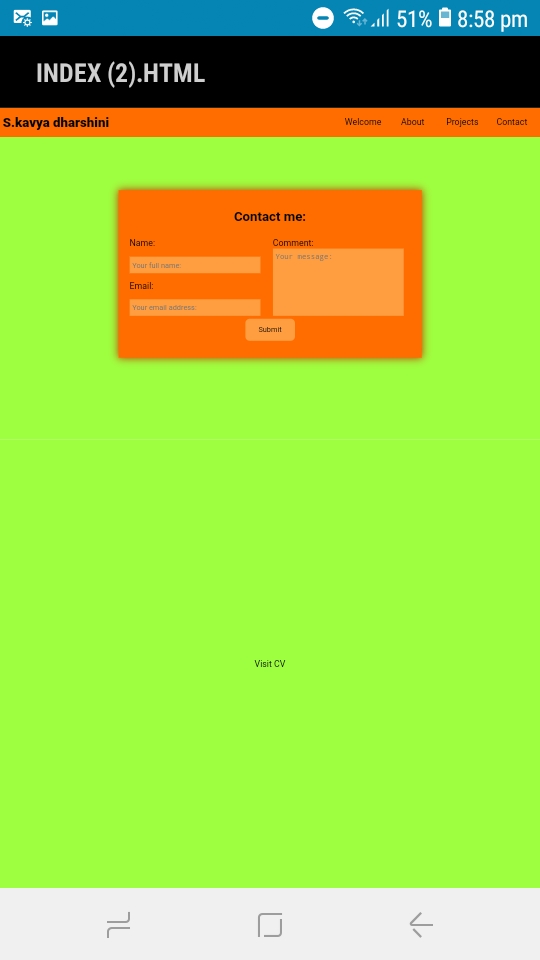 51% 8:58 pm
INDEX (2).HTML
S.kavya dharshini Welcome About Projects Contact
Contact me:
Name: Comment:
Your full name: Your message:
Email:
Your email address:
Submit
Visit CV